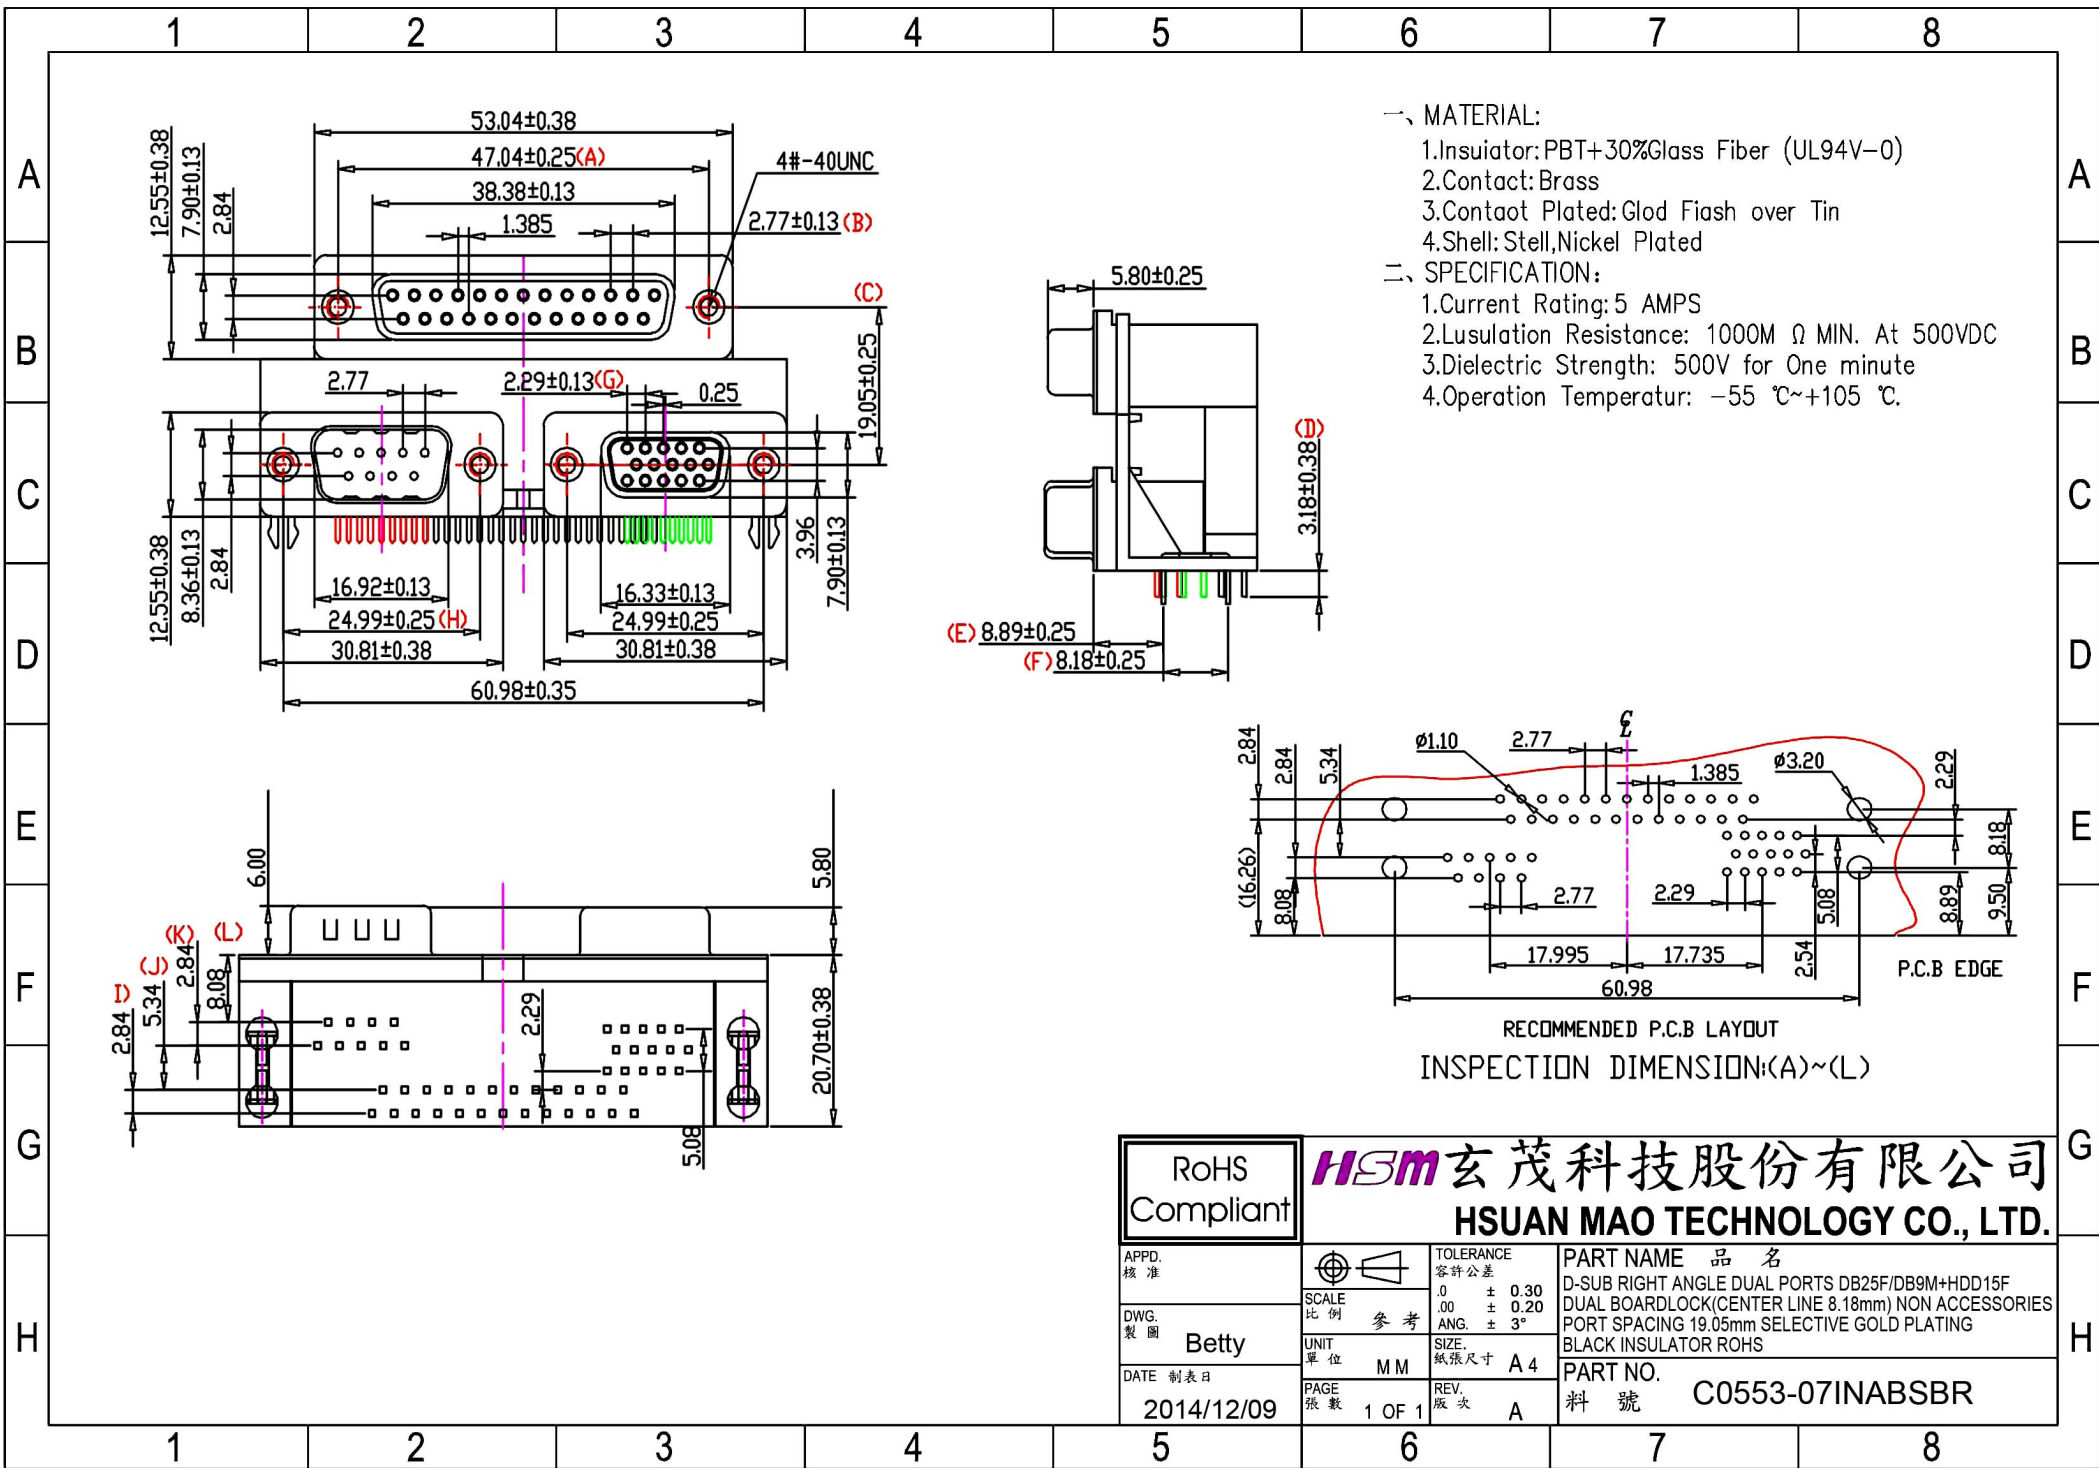 1 2 3 4 5 6 7 8
A
B
C
D
E
F
G
H
A
B
C
D
E
F
G
H
1 2 3 4 5 6 7 8
53.04±0.38
47.04±0.25(A)
38.38±0.13
1.385
2.77±0.13(B)
4#-40UNC
12.55±0.38
7.90±0.13
2.84
(C)
19.05±0.25
2.77
2.29±0.13(G)
0.25
12.55±0.38
8.36±0.13
2.84
3.96
7.90±0.13
16.92±0.13
16.33±0.13
24.99±0.25(H)
24.99±0.25
30.81±0.38
30.81±0.38
60.98±0.35
5.80±0.25
(D)
3.18±0.38
(E) 8.89±0.25
(F) 8.18±0.25
一、MATERIAL:
1.Insuiator:PBT+30%Glass Fiber (UL94V-0)
2.Contact:Brass
3.Contaot Plated:Glod Fiash over Tin
4.Shell:Stell,Nickel Plated
二、SPECIFICATION:
1.Current Rating:5 AMPS
2.Lusulation Resistance: 1000M Ω MIN. At 500VDC
3.Dielectric Strength: 500V for One minute
4.Operation Temperatur: -55 ℃~+105 ℃.
6.00
5.80
(K)
(L)
(J)
I)
2.84
8.08
5.34
2.84
2.29
20.70±0.38
5.08
2.84
2.84
5.34
ø1.10
2.77
℄
1.385
ø3.20
2.29
(16.26)
8.08
8.18
2.77
2.29
5.08
8.89
9.50
17.995
17.735
2.54
60.98
P.C.B EDGE
RECOMMENDED P.C.B LAYOUT
INSPECTION DIMENSION:(A)~(L)
RoHS
Compliant
HSm 玄茂科技股份有限公司
HSUAN MAO TECHNOLOGY CO., LTD.
APPD.
核 准
DWG.
製 圖
Betty
DATE 制表日
2014/12/09
SCALE
比 例 參 考
UNIT
單 位 M M
PAGE
張 數 1 OF 1
TOLERANCE
容許公差
.0 ± 0.30
.00 ± 0.20
ANG. ± 3°
SIZE.
紙張尺寸 A 4
REV.
版 次 A
PART NAME 品 名
D-SUB RIGHT ANGLE DUAL PORTS DB25F/DB9M+HDD15F
DUAL BOARDLOCK(CENTER LINE 8.18mm) NON ACCESSORIES
PORT SPACING 19.05mm SELECTIVE GOLD PLATING
BLACK INSULATOR ROHS
PART NO.
料 號 C0553-07INABSBR